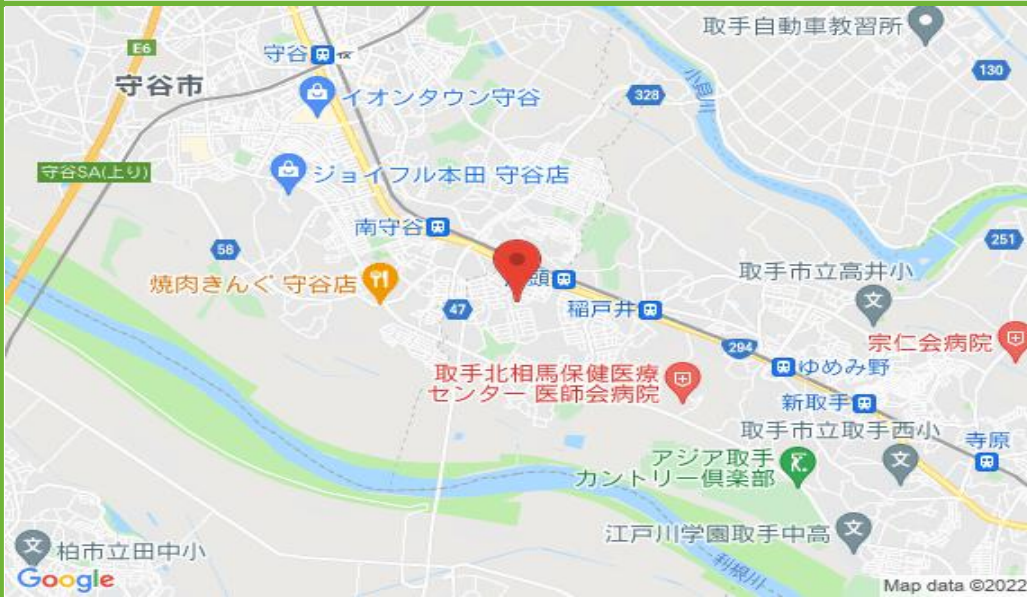 取手自動車教習所
E6
守谷
TX
守谷市
イオンタウン守谷
小貝川
130
328
守谷SA(上り)
ジョイフル本田 守谷店
南守谷
58
251
焼肉きんぐ 守谷店
頭
取手市立高井小
47
稲戸井
294
宗仁会病院
ゆめみ野
取手北相馬保健医療
センター 医師会病院
新取手
取手市立取手西小
寺原
アジア取手
カントリー倶楽部
江戸川学園取手中高
柏市立田中小
利根川
Google
Map data ©2022